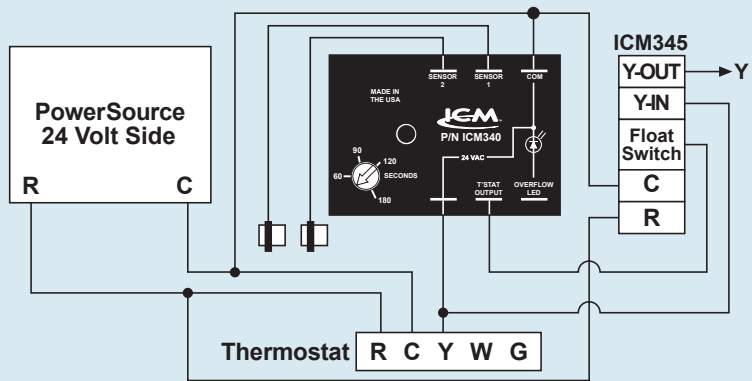 PowerSource
24 Volt Side
R C
SENSOR
2
SENSOR
1
COM
MADE IN
THE USA
ICM
P/N ICM340
24 VAC
60
90
120
180
SECONDS
T'STAT
OUTPUT
OVERFLOW
LED
ICM345
Y-OUT
Y
Y-IN
Float
Switch
C
R
Thermostat R C Y W G